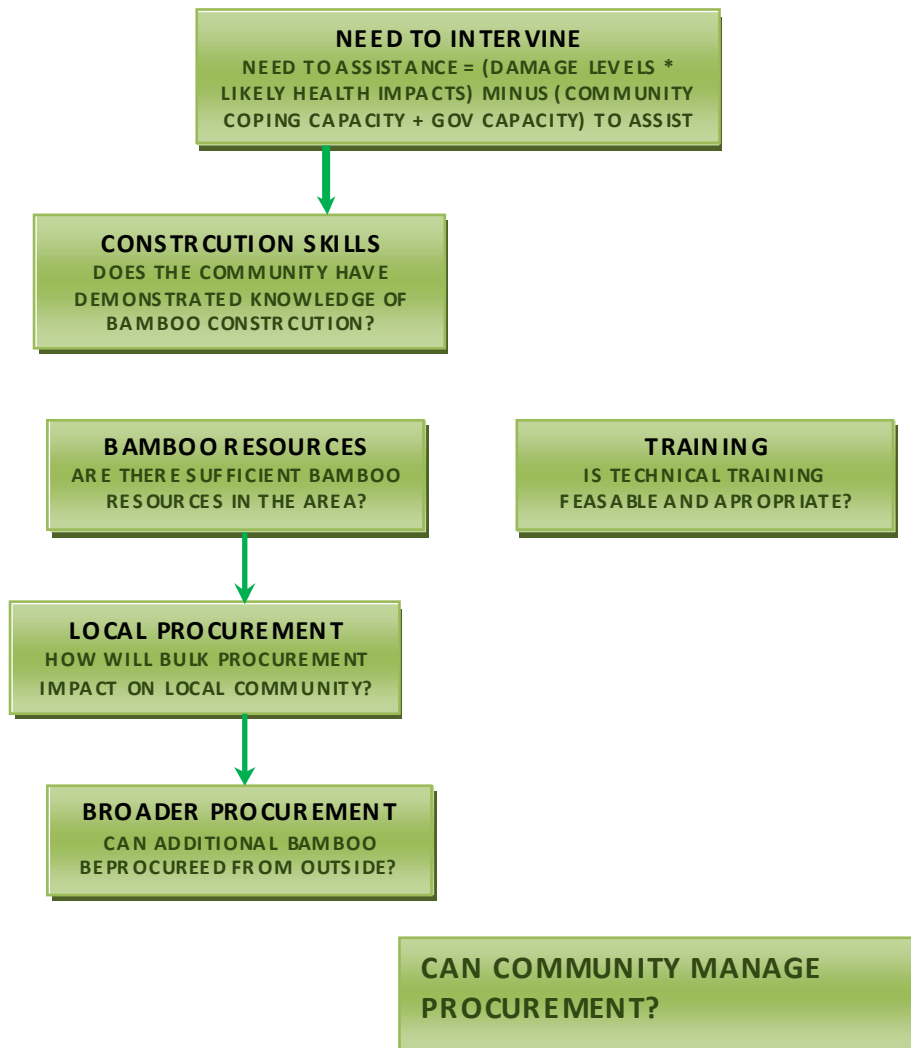 NEED TO INTERVINE
NEED TO ASSISTANCE = (DAMAGE LEVELS *
LIKELY HEALTH IMPACTS) MINUS (COMMUNITY
COPING CAPACITY + GOV CAPACITY) TO ASSIST
CONSTRCUTION SKILLS
DOES THE COMMUNITY HAVE
DEMONSTRATED KNOWLEDGE OF
BAMBOO CONSTRCUTION?
BAMBOO RESOURCES
ARE THERE SUFFICIENT BAMBOO
RESOURCES IN THE AREA?
TRAINING
IS TECHNICAL TRAINING
FEASABLE AND APROPRIATE?
LOCAL PROCUREMENT
HOW WILL BULK PROCUREMENT
IMPACT ON LOCAL COMMUNITY?
BROADER PROCUREMENT
CAN ADDITIONAL BAMBOO
BEPROCUREED FROM OUTSIDE?
CAN COMMUNITY MANAGE
PROCUREMENT?